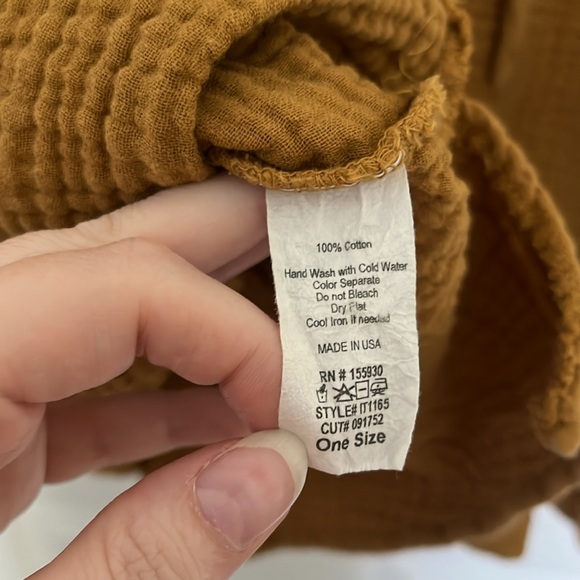 100% Cotton
Hand Wash with Cold Water
Color Separate
Do not Bleach
Dry Flat
Cool Iron if needed
MADE IN USA
RN # 155930
STYLE# IT1165
CUT# 091752
One Size